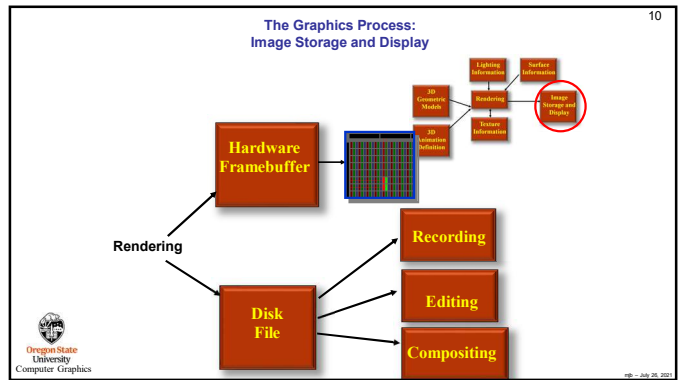 10
The Graphics Process:
Image Storage and Display
Lighting
Information
Surface
Information
3D
Geometric
Models
Rendering
Image
Storage and
Display
3D
Animation
Definition
Texture
Information
Hardware
Framebuffer
Rendering
Recording
Disk
File
Editing
Compositing
Oregon State
University
Computer Graphics
mjb – July 26, 2021